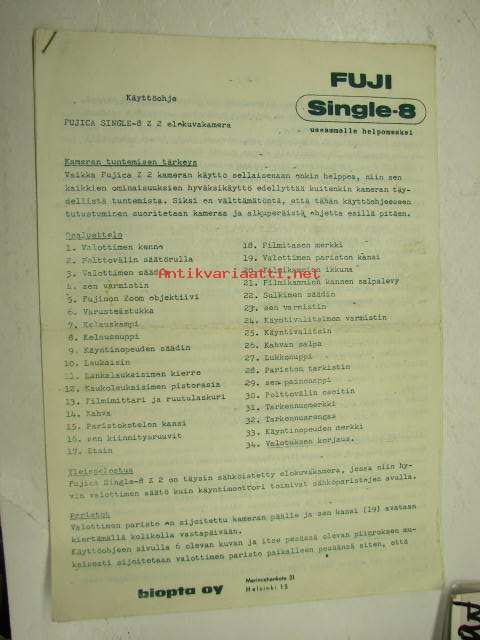 FUJI
Single-8
useammalle helpommaksi
Käyttöohje
FUJICA SINGLE-8 Z 2 elokuvakamera
Kameran tuntemisen tärkeys
Vaikka Fujica Z 2 kameran käyttö sellaisenaan onkin helppoa, niin sen
kaikkien ominaisuuksien hyväksikäyttö edellyttää kuitenkin kameran täy-
dellistä tuntemista. Siksi on välttämätöntä, että tähän käyttöohjeeseen
tutustuminen suoritetaan kameraa ja alkuperäistä ohjetta esillä pitäen.
Osaluettelo
1. Valottimen kenno
2. Polttovälin säätörulla
3. Valottimen säädin
4. sen varmistin
5. Fujinon Zoom objektiivi
6. Varusteistukka
7. Kelauskampi
8. Kelausnuppi
9. Käyntinopeuden säädin
10. Laukaisin
11. Lankalaukaisimen kierre
12. Kaukolaukaisimen pistorasia
13. Filmimittari ja ruutulaskuri
14. Kahva
15. Paristokotelon kansi
16. sen kiinnitysruuvit
17. Etsin
18. Filmitason merkki
19. Valottimen pariston kansi
20. Filmikammion ikkuna
21. Filmikammion kannen salpalevy
22. Sulkimen säädin
23. sen varmistin
24. Käyntivalitsimen varmistin
25. Käyntivalitsin
26. Kahvan salpa
27. Lukkonuppi
28. Pariston tarkistin
29. sen painonappi
30. Polttovälin osoitin
31. Tarkennusmerkki
32. Tarkennusrengas
33. Käyntinopeuden merkki
34. Valotuksen korjaus.
Antikvariaatti.net
Yleisselostus
Fujica Single-8 Z 2 on täysin sähköistetty elokuvakamera, jossa niin hy-
vin valottimen säätö kuin käyntimoottori toimivat sähköparistojen avulla.
Paristot
Valottimen paristo on sijoitettu kameran päälle ja sen kansi (19) avataan
kiertämällä kolikolla vastapäivään.
Käyttöohjeen sivulla 6 olevan kuvan ja itse pesässä olevan piirroksen mu-
kaisesti sijoitetaan valottimen paristo paikalleen pesäänsä siten, että
biopta oy
Helsinki 15